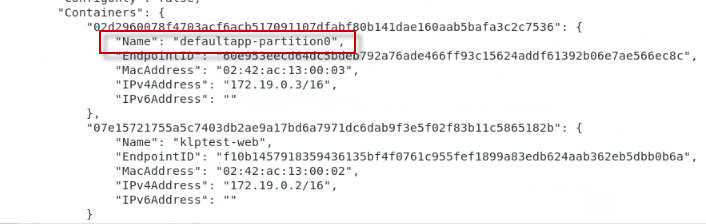 "ConfigOnly": false,
"Containers": {
"02d2960078f4703acf6acb517091107dfabf80b141dae160aab5bafa3c2c7536": {
"Name": "defaultapp-partition0",
"EndpointID": "60e953eecd64dc5bdeb792a76ade466ff93c15624addf61392b06e7ae566ec8c",
"MacAddress": "02:42:ac:13:00:03",
"IPv4Address": "172.19.0.3/16",
"IPv6Address": ""
},
"07e15721755a5c7403db2ae9a17bd6a7971dc6dab9f3e5f02f83b11c5865182b": {
"Name": "klptest-web",
"EndpointID": "f10b1457918359436135bf4f0761c955fef1899a83edb624aab362eb5dbb0b6a",
"MacAddress": "02:42:ac:13:00:02",
"IPv4Address": "172.19.0.2/16",
"IPv6Address": ""
}